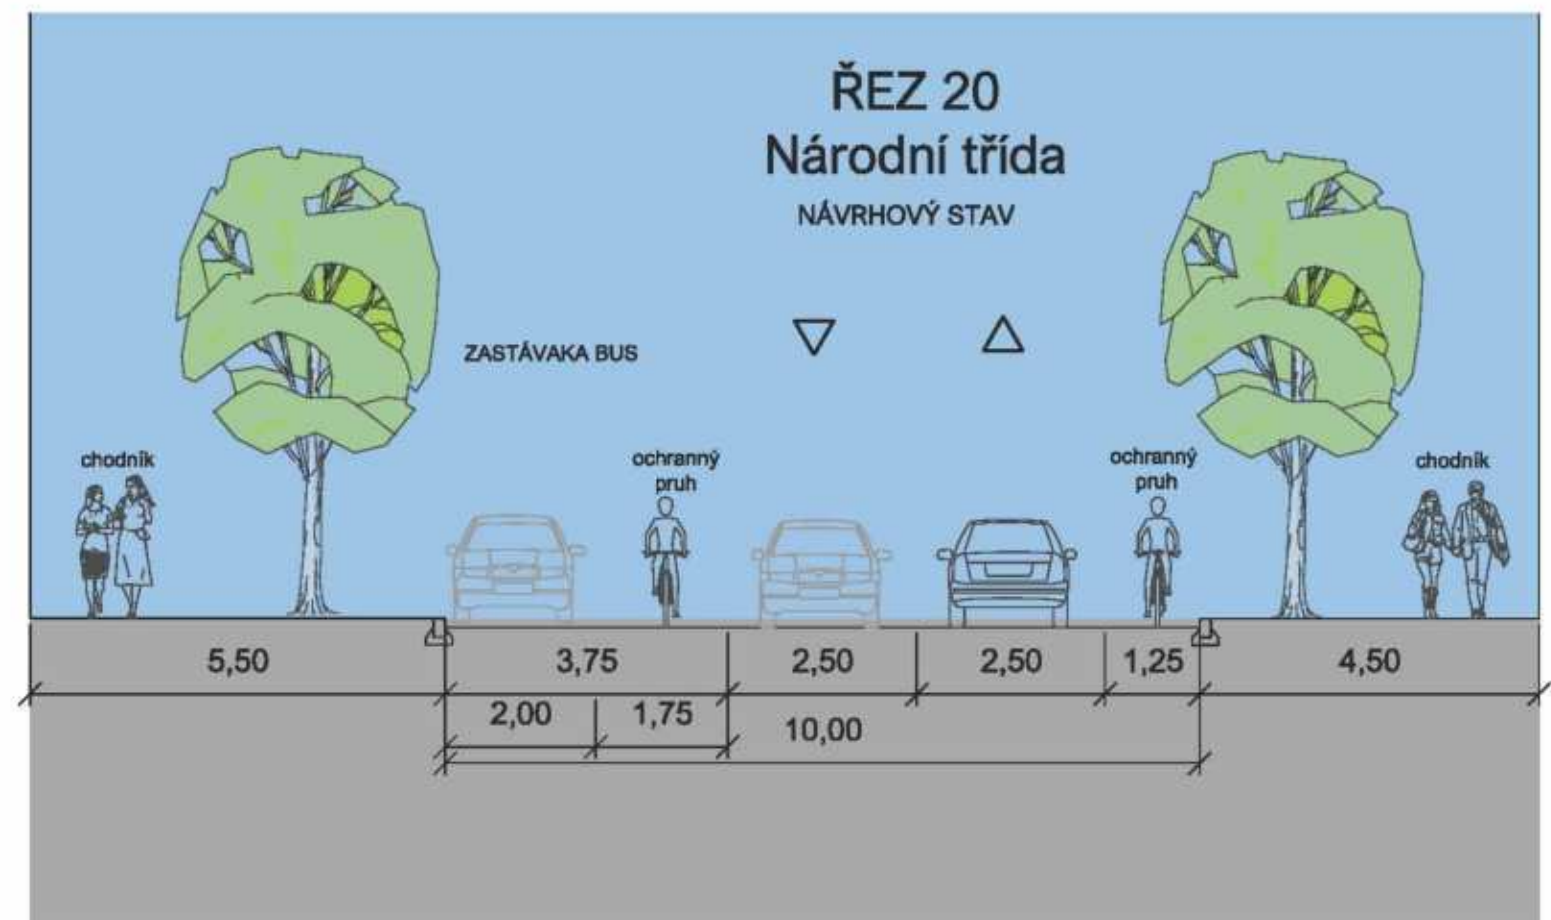 ŘEZ 20
Národní třída
NÁVRHOVÝ STAV
ZASTÁVAKA BUS
chodník
ochranný
pruh
ochranný
pruh
chodník
5,50
3,75
2,50
2,50
1,25
4,50
2,00
1,75
10,00